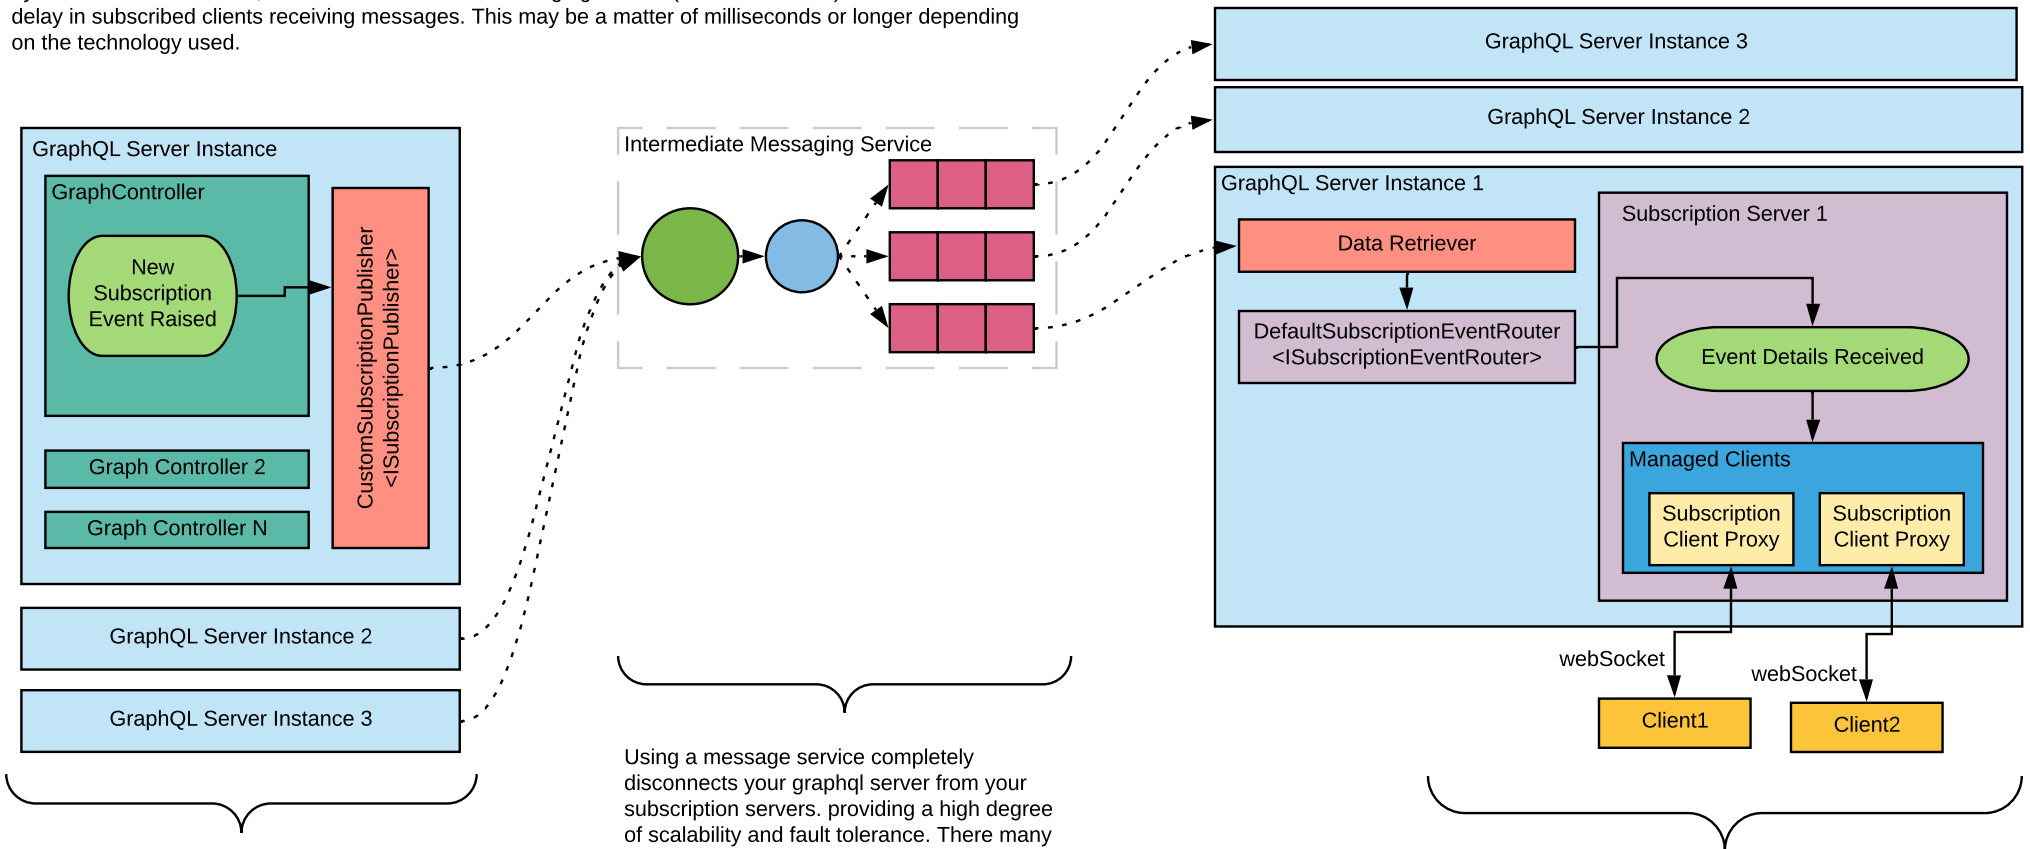 delay in subscribed clients receiving messages. This may be a matter of milliseconds or longer depending
on the technology used.
GraphQL Server Instance
GraphController
New
Subscription
Event Raised
CustomSubscriptionPublisher
<ISubscriptionPublisher>
Graph Controller 2
Graph Controller N
GraphQL Server Instance 2
GraphQL Server Instance 3
Intermediate Messaging Service
Using a message service completely
disconnects your graphql server from your
subscription servers. providing a high degree
of scalability and fault tolerance. There many
GraphQL Server Instance 3
GraphQL Server Instance 2
GraphQL Server Instance 1
Data Retriever
DefaultSubscriptionEventRouter
<ISubscriptionEventRouter>
Subscription Server 1
Event Details Received
Managed Clients
Subscription
Client Proxy
Subscription
Client Proxy
webSocket
webSocket
Client1
Client2